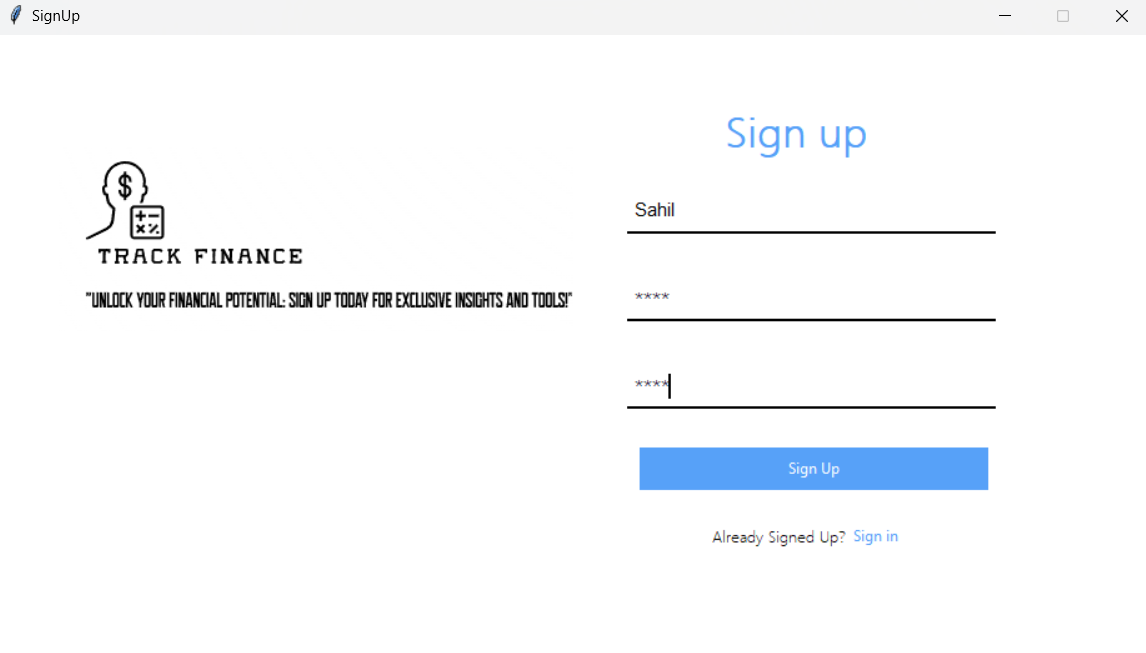 SignUp
Sign up
$
+ -
× %
TRACK FINANCE
"UNLOCK YOUR FINANCIAL POTENTIAL: SIGN UP TODAY FOR EXCLUSIVE INSIGHTS AND TOOLS!"
Sahil
****
****
Sign Up
Already Signed Up? Sign in